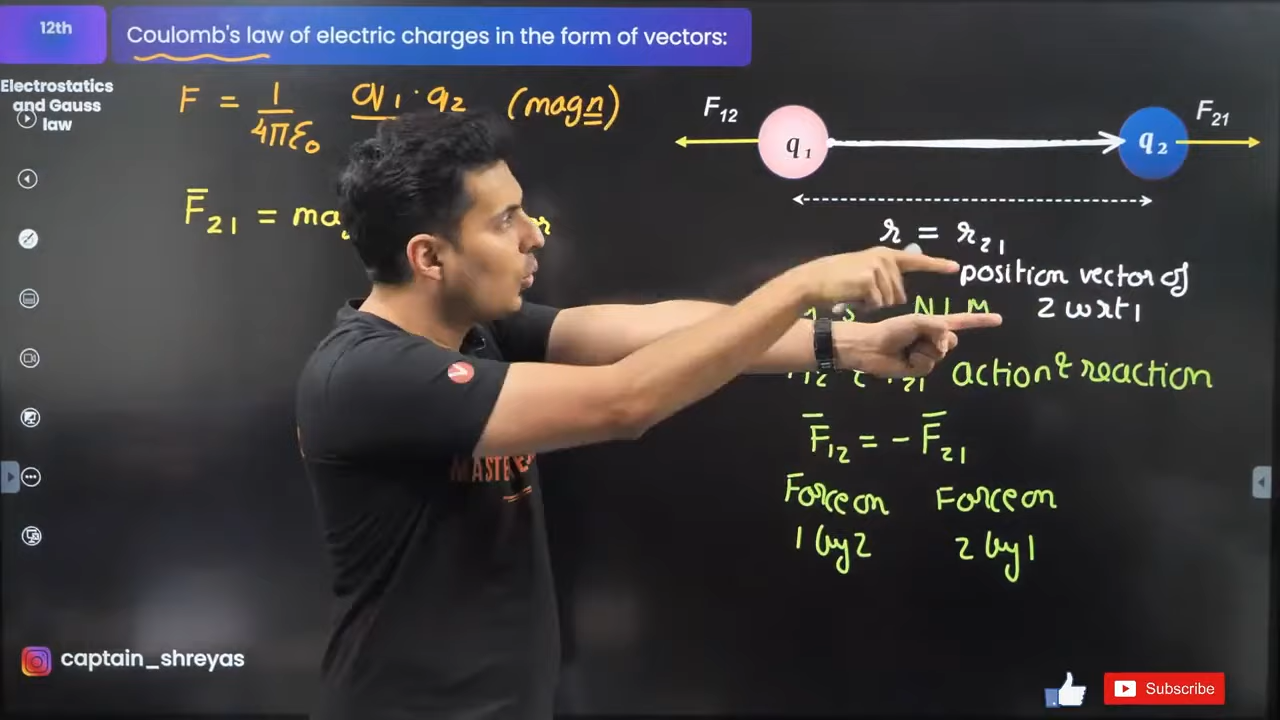 12th
Coulomb's law of electric charges in the form of vectors:
Electrostatics
and Gauss
law
F = 1/4πε₀ q₁·q₂ (magn)
F̄₂₁ =
F₁₂
q₁
q₂
F₂₁
r = r₂₁
position vector of
2 wrt 1
action & reaction
F̄₁₂ = - F̄₂₁
Force on Force on
1 by 2 2 by 1
captain_shreyas
Subscribe